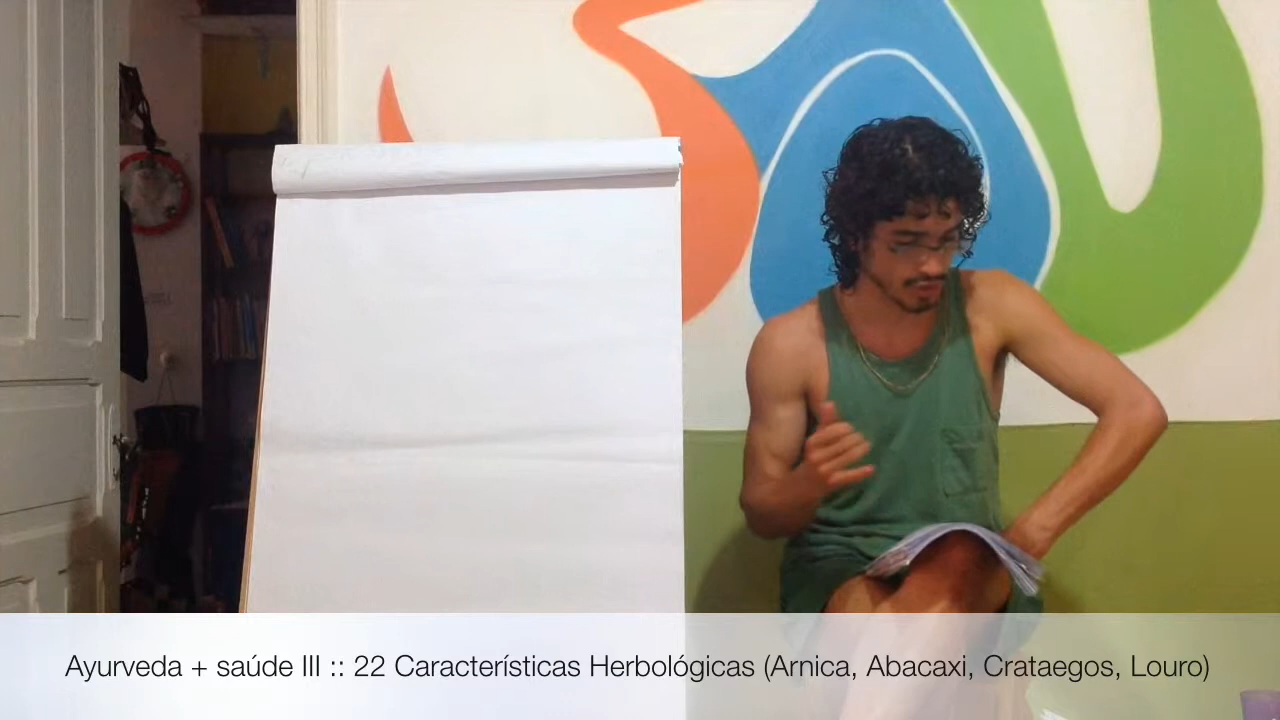 Ayurveda + saúde III :: 22 Características Herbológicas (Arnica, Abacaxi, Crataegos, Louro)